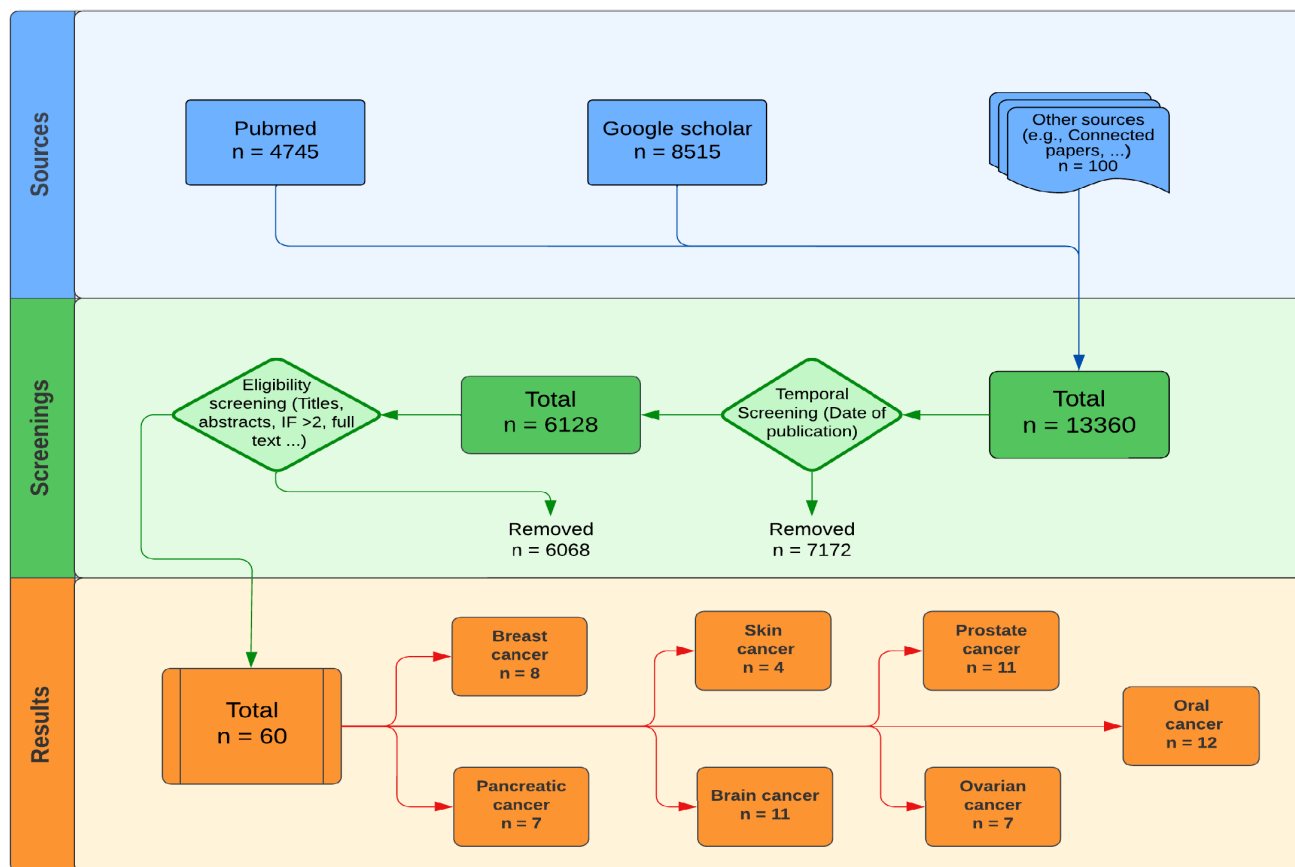 Sources
Pubmed
n = 4745
Google scholar
n = 8515
Other sources
(e.g., Connected
papers, ...)
n = 100
Screenings
Eligibility
screening (Titles,
abstracts, IF >2, full
text ...)
Total
n = 6128
Temporal
Screening (Date of
publication)
Total
n = 13360
Removed
n = 6068
Removed
n = 7172
Results
Total
n = 60
Breast
cancer
n = 8
Skin
cancer
n = 4
Prostate
cancer
n = 11
Oral
cancer
n = 12
Pancreatic
cancer
n = 7
Brain cancer
n = 11
Ovarian
cancer
n = 7